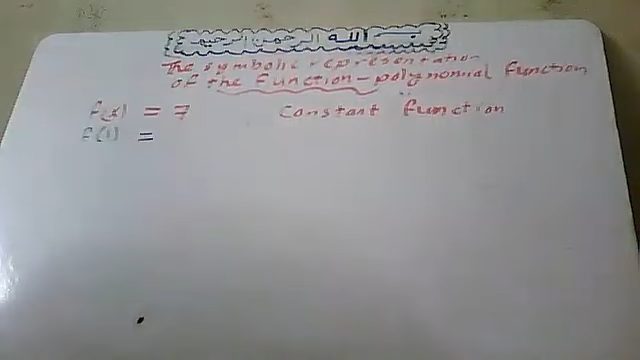 بسم الله الرحمن الرحيم
The symbolic representation
of the function - polynomial function
f(x) = 7 constant function
f(1) =